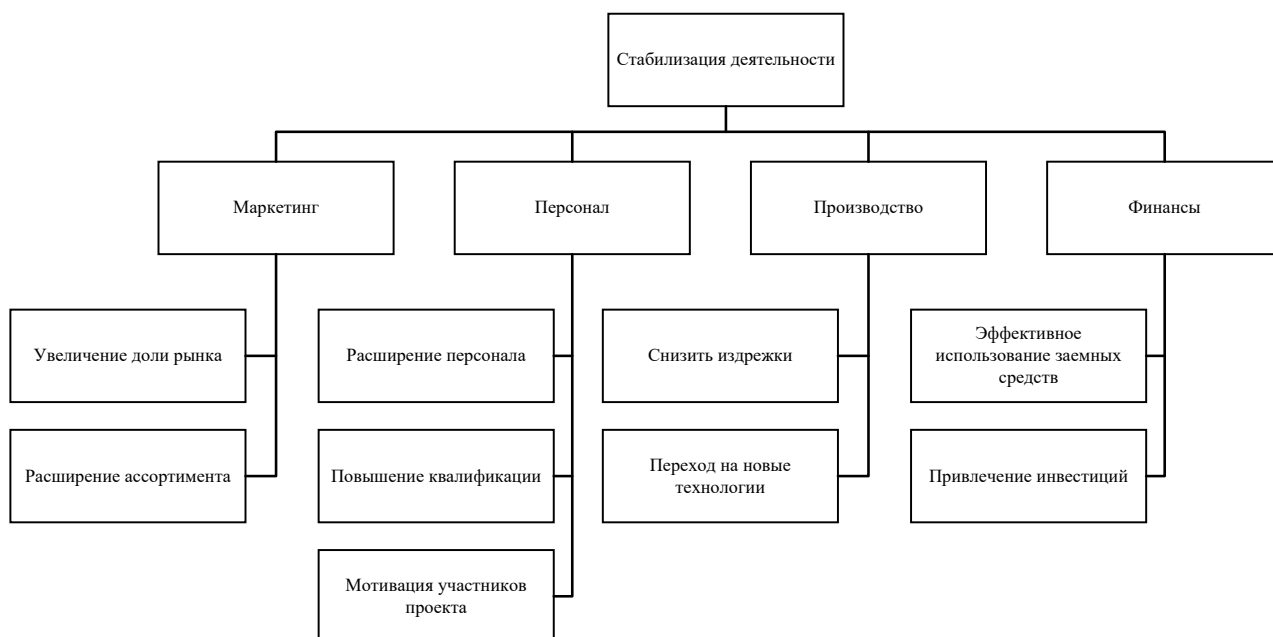 Стабилизация деятельности
Маркетинг
Персонал
Производство
Финансы
Увеличение доли рынка
Расширение персонала
Снизить издрежки
Эффективное
использование заемных
средств
Расширение ассортимента
Повышение квалификации
Переход на новые
технологии
Привлечение инвестиций
Мотивация участников
проекта